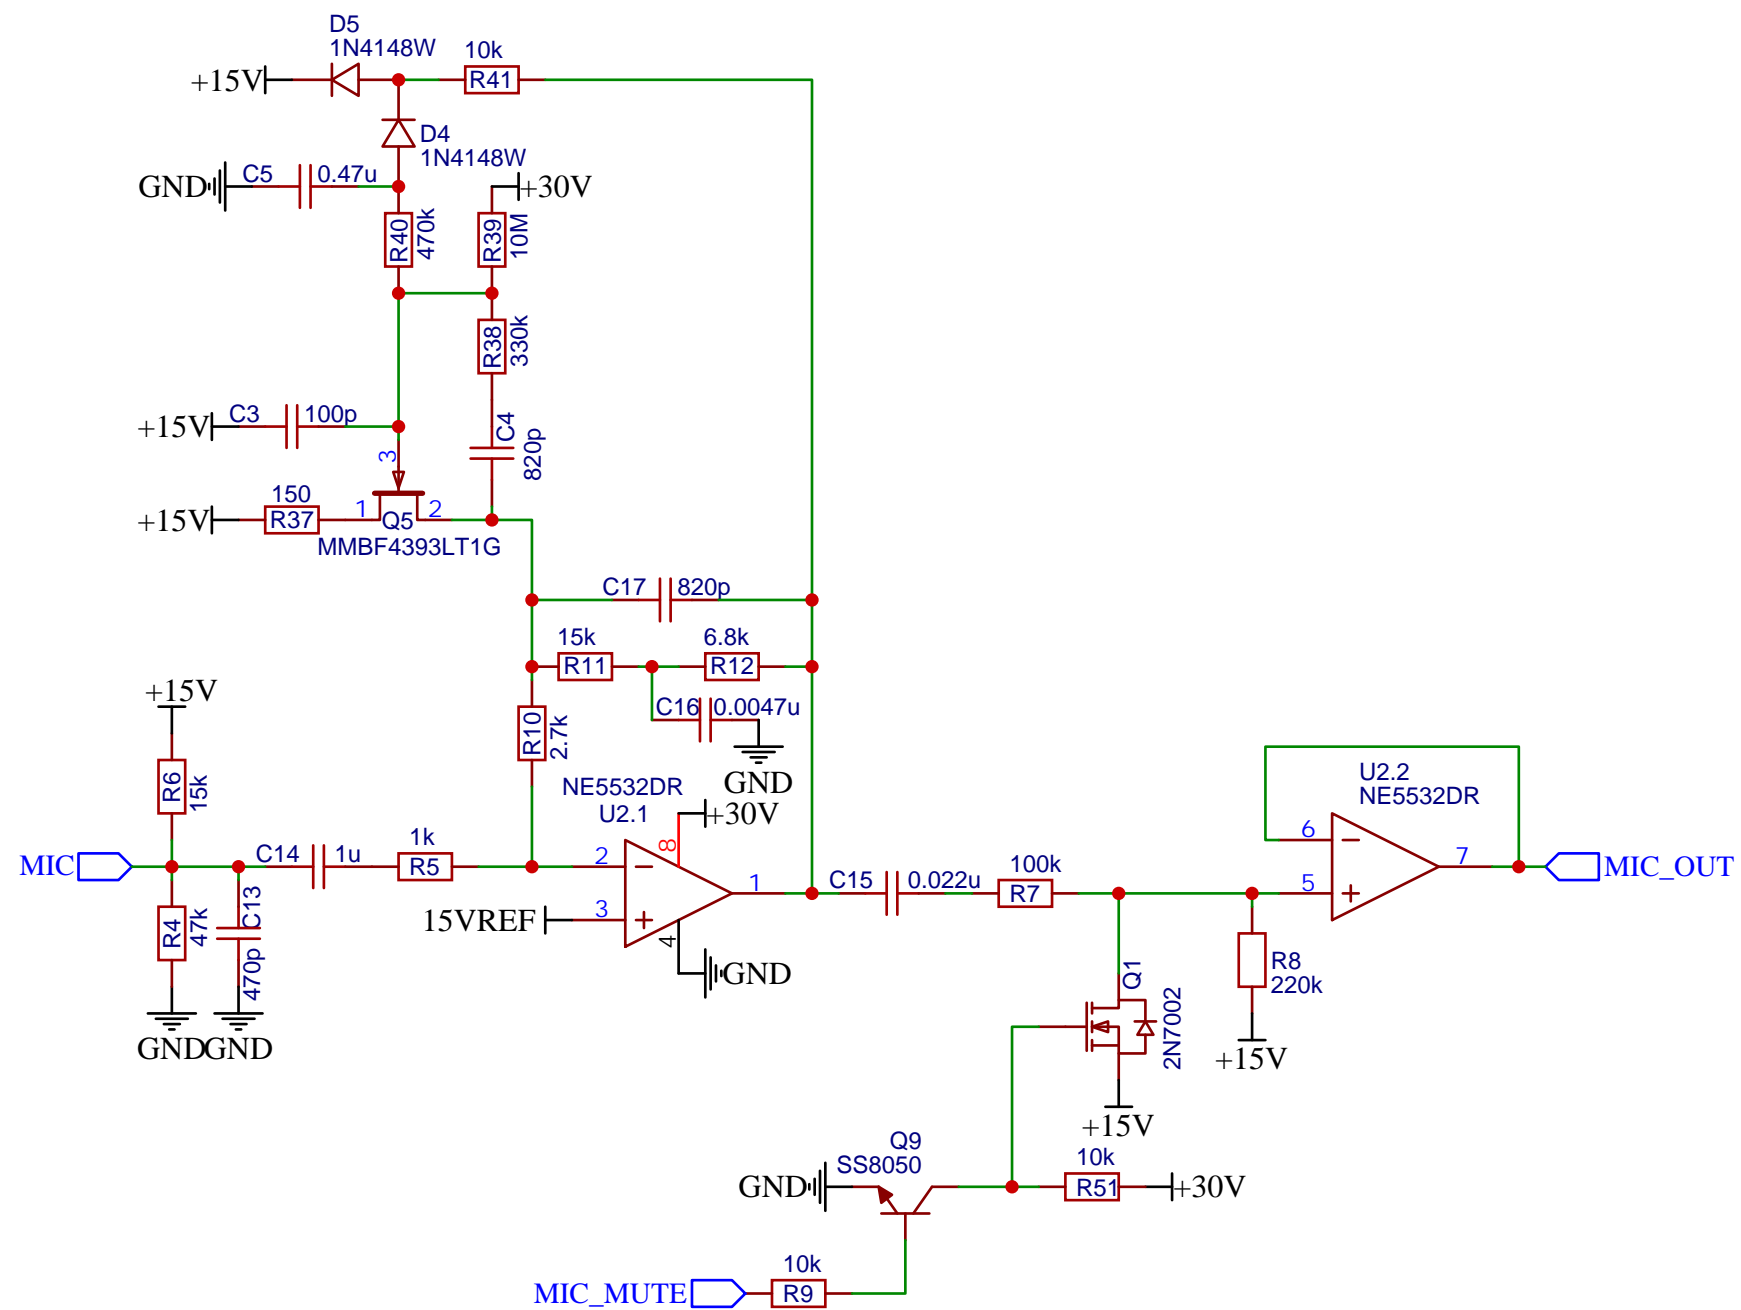 D5
1N4148W
10k
+15V
R41
D4
1N4148W
C5
0.47u
GND
+30V
R40
470k
R39
10M
R38
330k
C3
100p
+15V
C4
820p
3
150
1
2
+15V
R37
Q5
MMBF4393LT1G
C17
820p
15k
6.8k
R11
R12
+15V
C16
0.0047u
R10
2.7k
GND
R6
15k
NE5532DR
U2.1
+30V
8
U2.2
NE5532DR
1k
6
MIC
C14
1u
R5
2
7
MIC_OUT
100k
1
C15
0.022u
R7
5
15VREF
3
R4
47k
C13
470p
4
GND
R8
220k
Q1
2N7002
GND
GND
+15V
+15V
Q9
SS8050
10k
GND
R51
+30V
10k
MIC_MUTE
R9